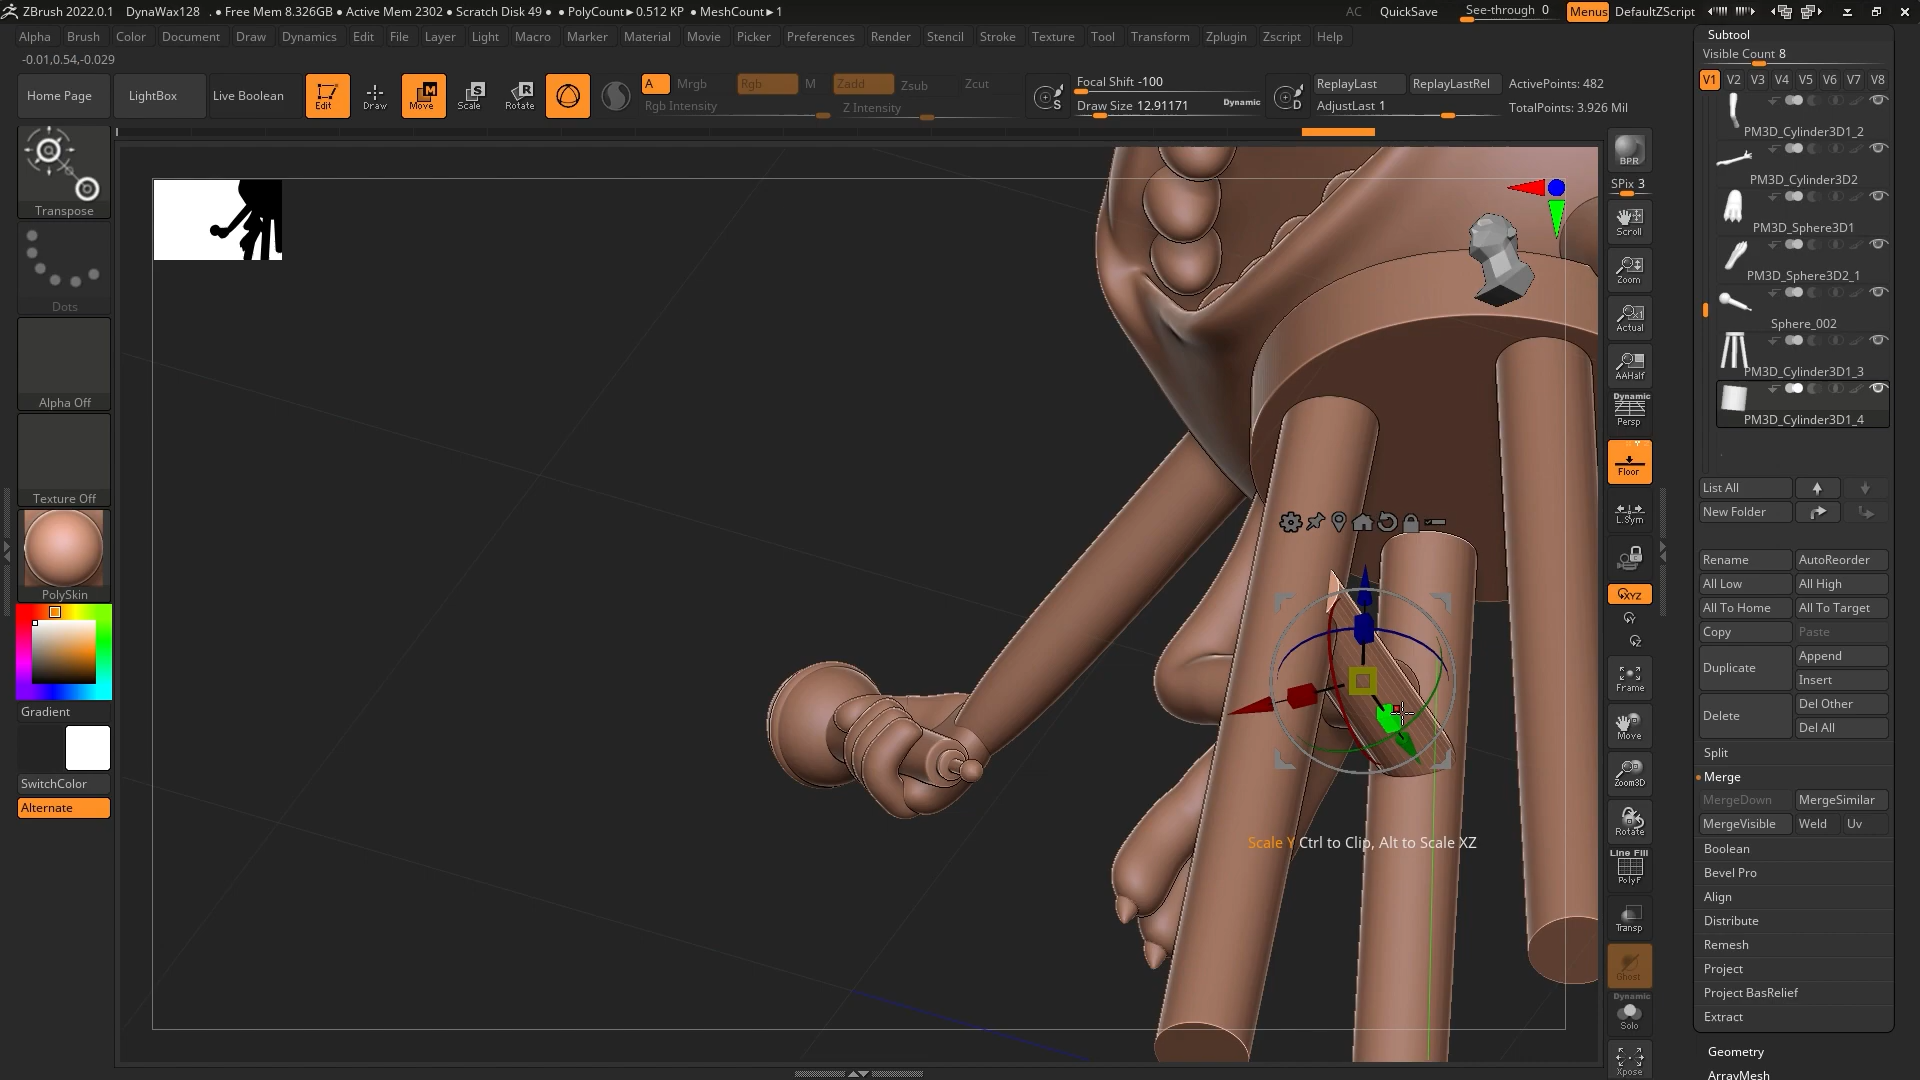 ZBrush 2022.0.1 DynaWax128 . ● Free Mem 8.326GB ● Active Mem 2302 ● Scratch Disk 49 ● ● PolyCount►0.512 KP ● MeshCount►1 AC QuickSave See-through 0 Menus DefaultZScript
Alpha Brush Color Document Draw Dynamics Edit File Layer Light Macro Marker Material Movie Picker Preferences Render Stencil Stroke Texture Tool Transform Zplugin Zscript Help
-0.01,0.54,-0.029
Home Page LightBox Live Boolean Edit Draw Move Scale Rotate
A Mrgb Rgb M Zadd Zsub Zcut
Rgb Intensity Z Intensity
Focal Shift -100
Draw Size 12.91171 Dynamic
S
D
ReplayLast ReplayLastRel ActivePoints: 482
AdjustLast 1 TotalPoints: 3.926 Mil
Transpose
Dots
Alpha Off
Texture Off
PolySkin
Gradient
SwitchColor
Alternate
Scale Y Ctrl to Clip, Alt to Scale XZ
BPR
SPix 3
Scroll
Zoom
Actual
AAHalf
Dynamic
Persp
Floor
L.Sym
XYZ
Frame
Move
Zoom3D
Rotate
Line Fill
PolyF
Transp
Ghost
Dynamic
Solo
Xpose
Subtool
Visible Count 8
V1 V2 V3 V4 V5 V6 V7 V8
PM3D_Cylinder3D1_2
PM3D_Cylinder3D2
PM3D_Sphere3D1
PM3D_Sphere3D2_1
Sphere_002
PM3D_Cylinder3D1_3
PM3D_Cylinder3D1_4
List All
New Folder
Rename AutoReorder
All Low All High
All To Home All To Target
Copy Paste
Duplicate Append
Insert
Delete Del Other
Del All
Split
Merge
MergeDown MergeSimilar
MergeVisible Weld Uv
Boolean
Bevel Pro
Align
Distribute
Remesh
Project
Project BasRelief
Extract
Geometry
ArrayMesh